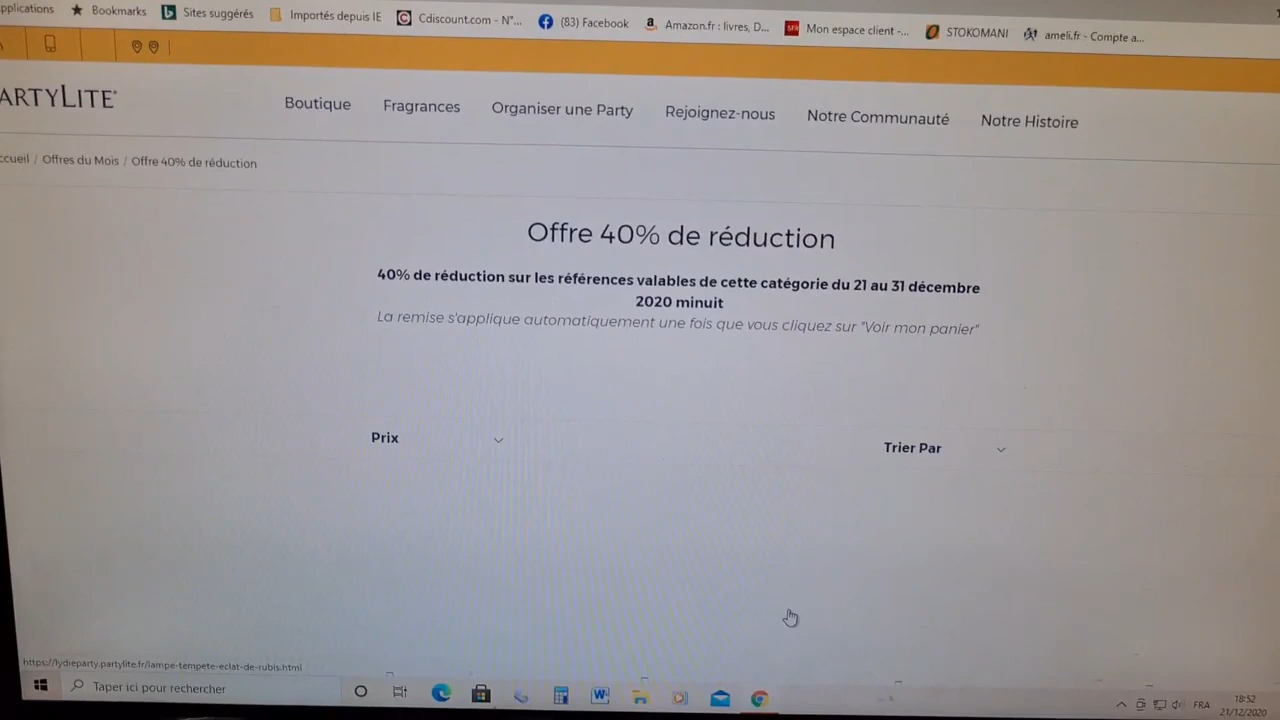 pplications Bookmarks Sites suggérés Importés depuis IE Cdiscount.com - N°... (83) Facebook Amazon.fr : livres, D... Mon espace client -... STOKOMANI ameli.fr - Compte a...
ARTYLITE
Boutique Fragrances Organiser une Party Rejoignez-nous Notre Communauté Notre Histoire
ccueil / Offres du Mois / Offre 40% de réduction
Offre 40% de réduction
40% de réduction sur les références valables de cette catégorie du 21 au 31 décembre
2020 minuit
La remise s'applique automatiquement une fois que vous cliquez sur "Voir mon panier"
Prix Trier Par
https://lydieparty.partylite.fr/lampe-tempete-eclat-de-rubis.html
Taper ici pour rechercher
FRA
18:52
21/12/2020